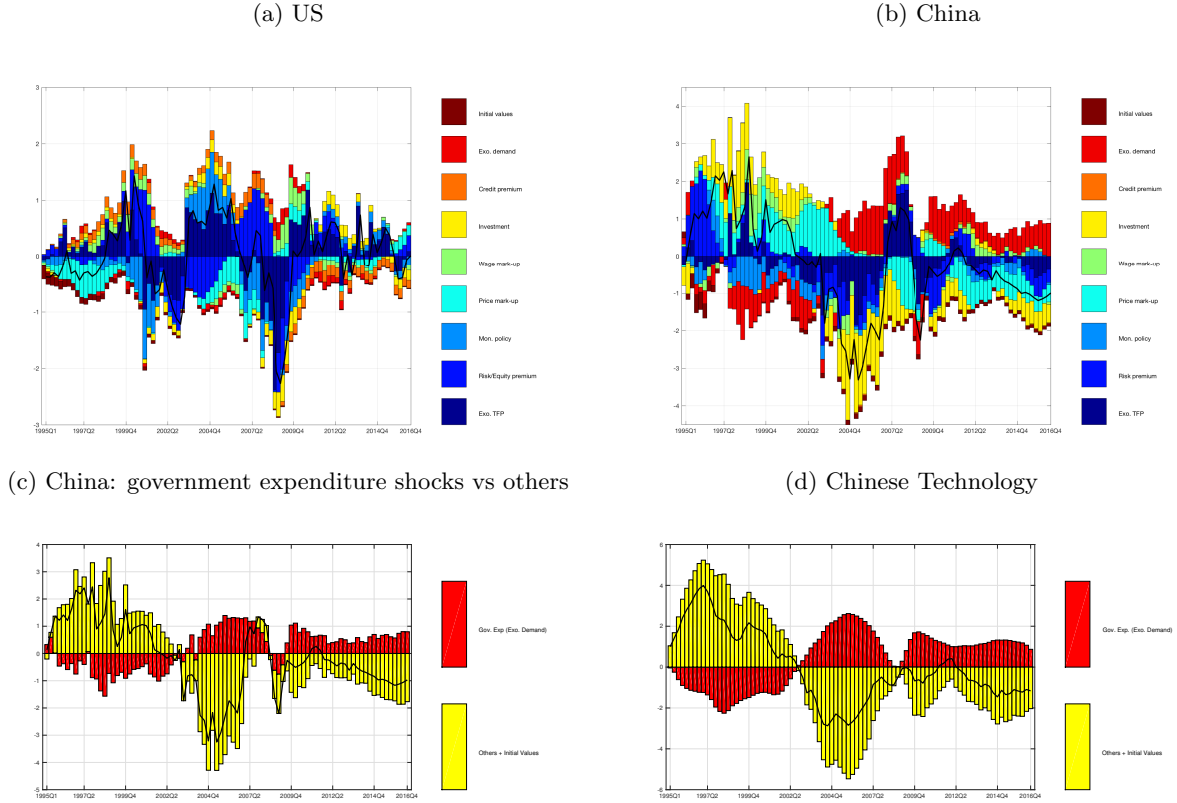 (a) US
(b) China
3
2
1
0
-1
-2
-3
1995Q1 1997Q2 1999Q4 2002Q2 2004Q4 2007Q2 2009Q4 2012Q2 2014Q4 2016Q4
Initial values
Exo. demand
Credit premium
Investment
Wage mark-up
Price mark-up
Mon. policy
Risk/Equity premium
Exo. TFP
4
3
2
1
0
-1
-2
-3
-4
1995Q1 1997Q2 1999Q4 2002Q2 2004Q4 2007Q2 2009Q4 2012Q2 2014Q4 2016Q4
Initial values
Exo. demand
Credit premium
Investment
Wage mark-up
Price mark-up
Mon. policy
Risk premium
Exo. TFP
(c) China: government expenditure shocks vs others
(d) Chinese Technology
4
3
2
1
0
-1
-2
-3
-4
-5
1995Q1 1997Q2 1999Q4 2002Q2 2004Q4 2007Q2 2009Q4 2012Q2 2014Q4 2016Q4
Gov. Exp (Exo. Demand)
Others + Initial Values
6
4
2
0
-2
-4
-6
1995Q1 1997Q2 1999Q4 2002Q2 2004Q4 2007Q2 2009Q4 2012Q2 2014Q4 2016Q4
Gov. Exp (Exo. Demand)
Others + Initial Values